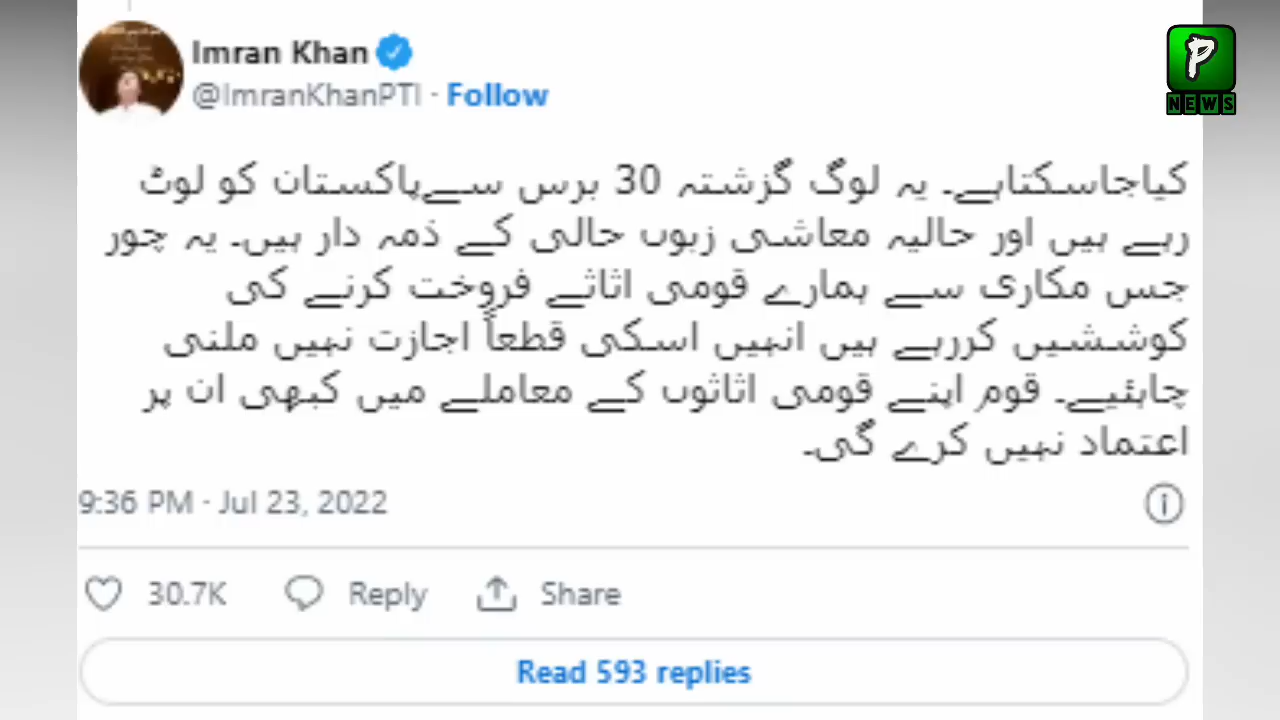 Imran Khan
@ImranKhanPTI · Follow
P
NEWS
کیاجاسکتاہے۔ یہ لوگ گزشتہ 30 برس سےپاکستان کو لوٹ
رہے ہیں اور حالیہ معاشی زبوں حالی کے ذمہ دار ہیں۔ یہ چور
جس مکاری سے ہمارے قومی اثاثے فروخت کرنے کی
کوششیں کررہے ہیں انہیں اسکی قطعاً اجازت نہیں ملنی
چاہئیے۔ قوم اپنے قومی اثاثوں کے معاملے میں کبھی ان پر
اعتماد نہیں کرے گی۔
9:36 PM · Jul 23, 2022
30.7K Reply Share
Read 593 replies